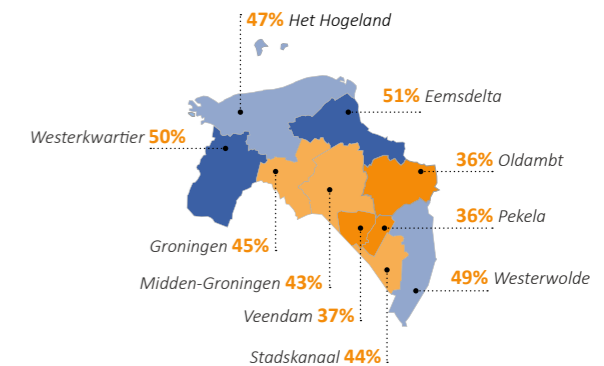 47% Het Hogeland
51% Eemsdelta
Westerkwartier 50%
36% Oldambt
36% Pekela
Groningen 45%
Midden-Groningen 43%
49% Westerwolde
Veendam 37%
Stadskanaal 44%